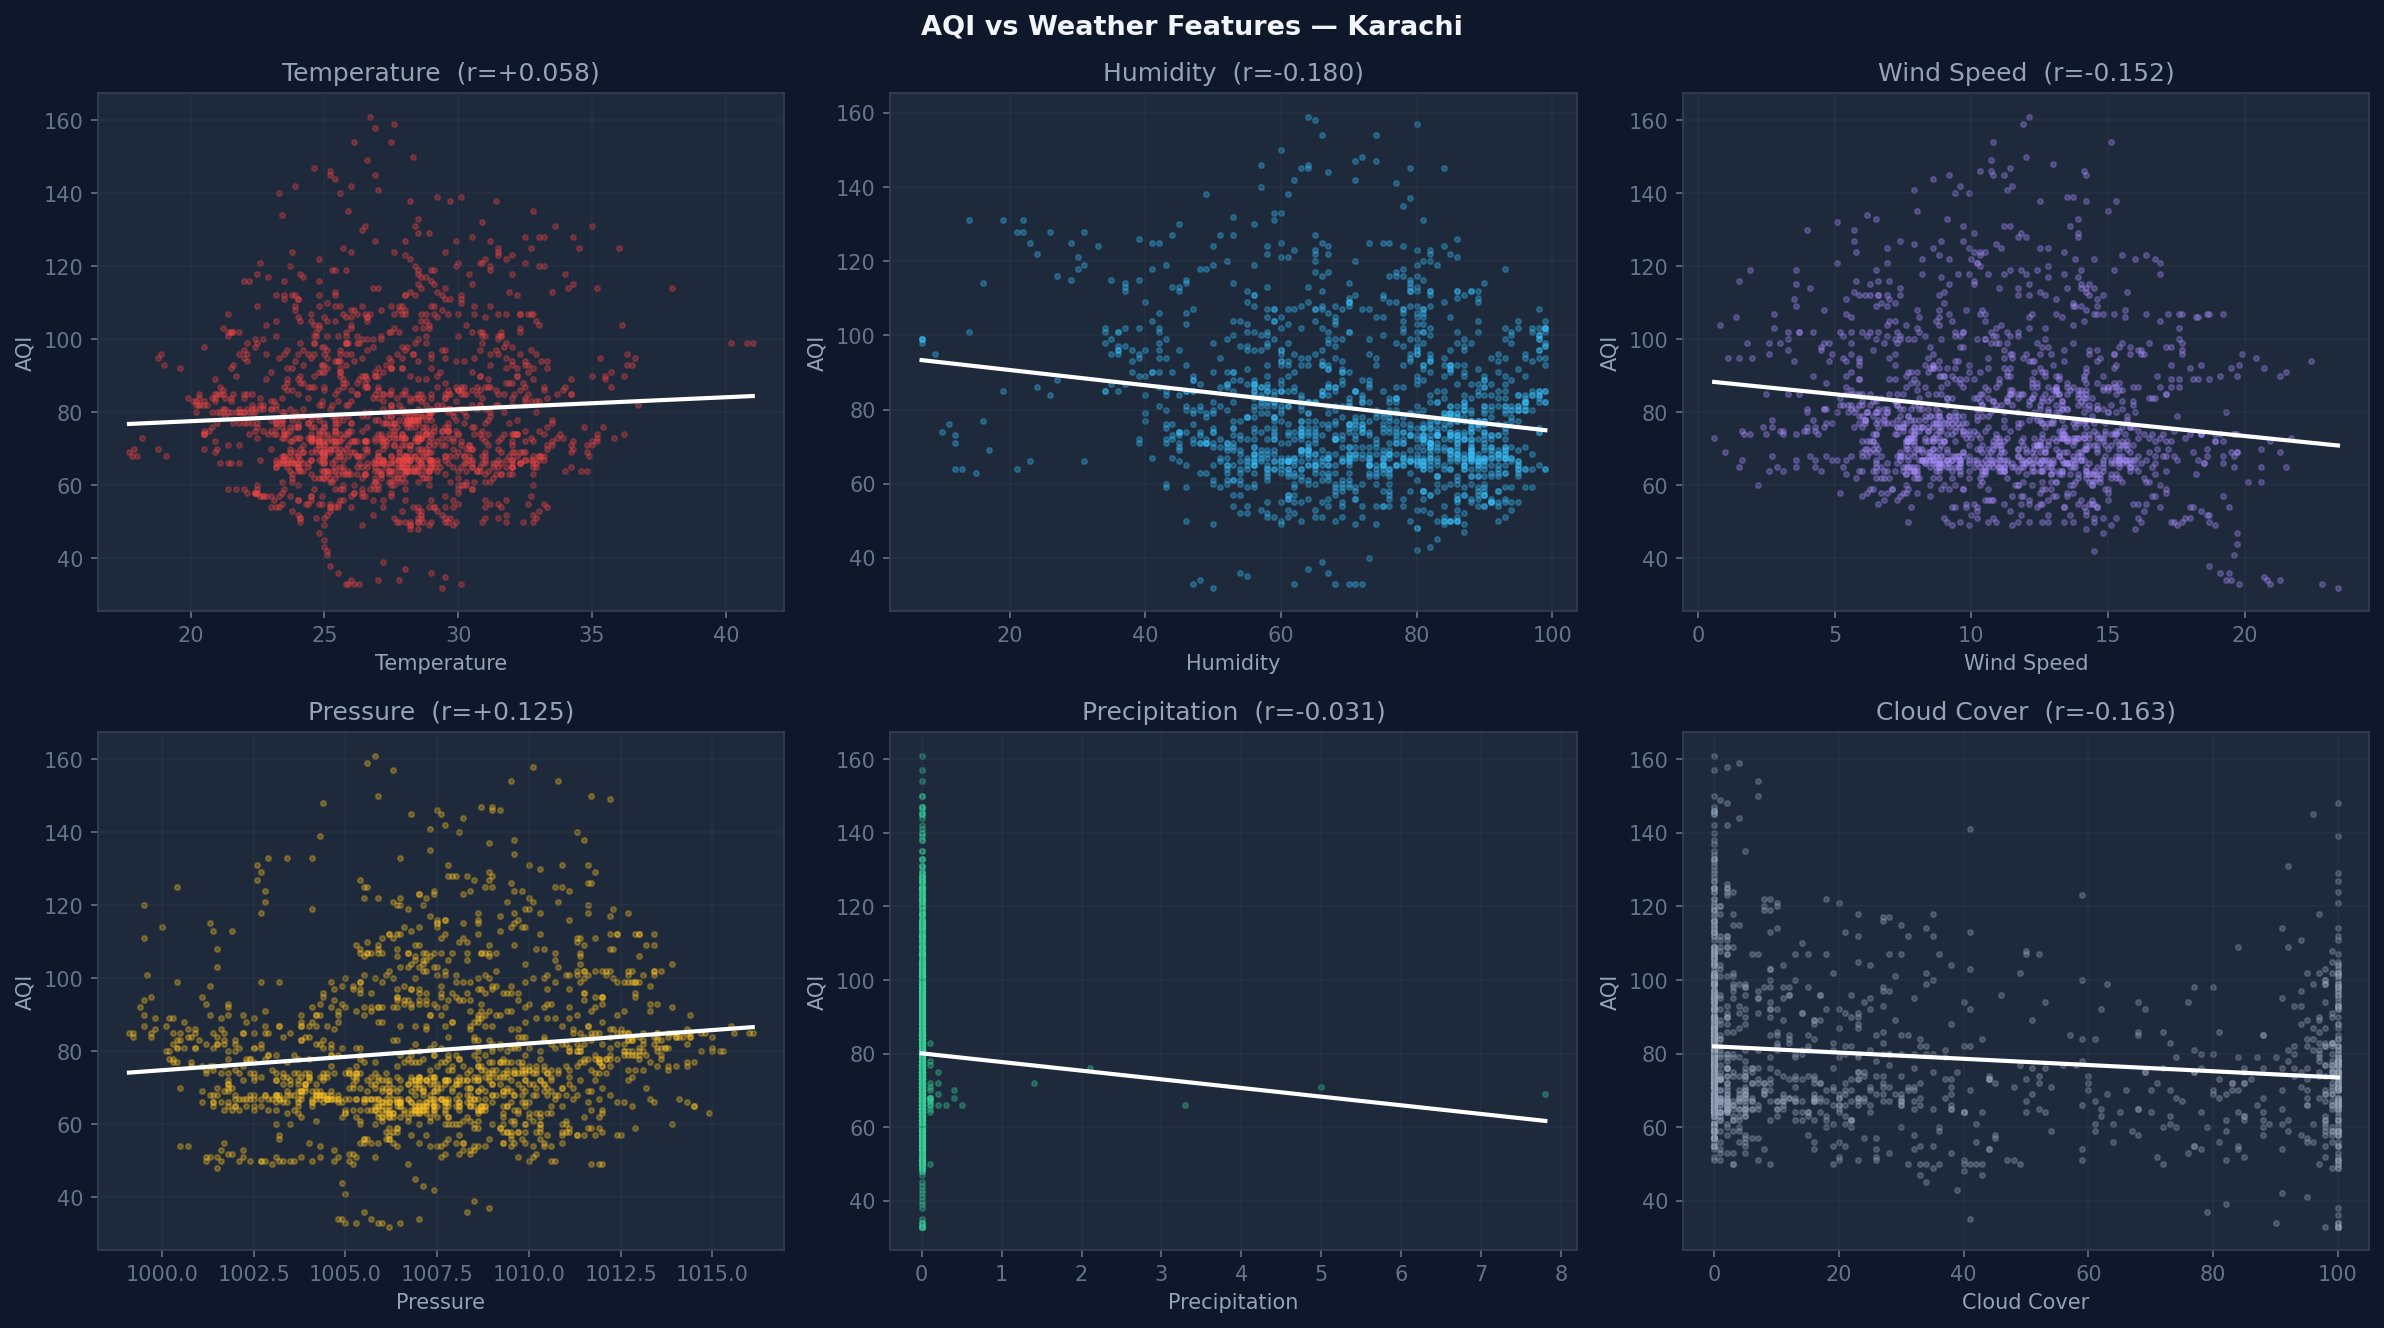 AQI vs Weather Features — Karachi
Temperature  (r=+0.058)
160
140
120
100
80
60
40
AQI
20 25 30 35 40
Temperature
Humidity  (r=-0.180)
160
140
120
100
80
60
40
AQI
20 40 60 80 100
Humidity
Wind Speed  (r=-0.152)
160
140
120
100
80
60
40
AQI
0 5 10 15 20
Wind Speed
Pressure  (r=+0.125)
160
140
120
100
80
60
40
AQI
1000.0 1002.5 1005.0 1007.5 1010.0 1012.5 1015.0
Pressure
Precipitation  (r=-0.031)
160
140
120
100
80
60
40
AQI
0 1 2 3 4 5 6 7 8
Precipitation
Cloud Cover  (r=-0.163)
160
140
120
100
80
60
40
AQI
0 20 40 60 80 100
Cloud Cover